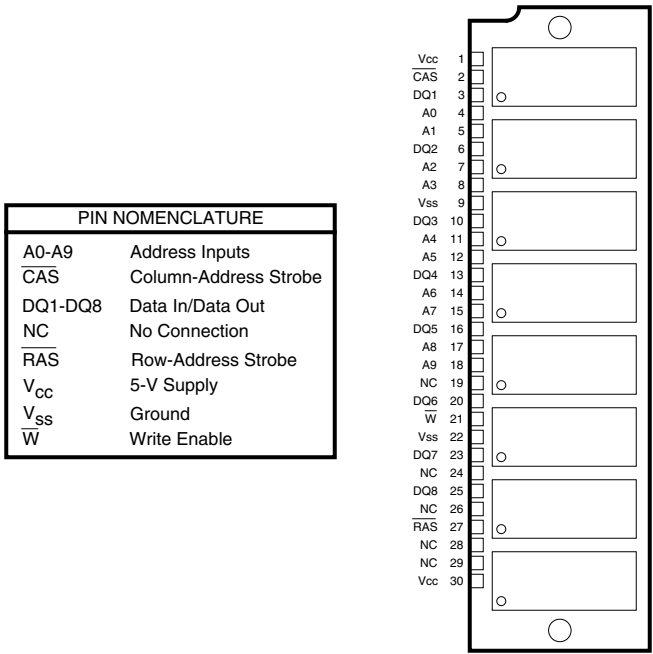 PIN NOMENCLATURE
A0-A9 Address Inputs
C̅A̅S̅ Column-Address Strobe
DQ1-DQ8 Data In/Data Out
NC No Connection
R̅A̅S̅ Row-Address Strobe
VCC 5-V Supply
VSS Ground
W̅ Write Enable
Vcc 1
C̅A̅S̅ 2
DQ1 3
A0 4
A1 5
DQ2 6
A2 7
A3 8
Vss 9
DQ3 10
A4 11
A5 12
DQ4 13
A6 14
A7 15
DQ5 16
A8 17
A9 18
NC 19
DQ6 20
W̅ 21
Vss 22
DQ7 23
NC 24
DQ8 25
NC 26
R̅A̅S̅ 27
NC 28
NC 29
Vcc 30